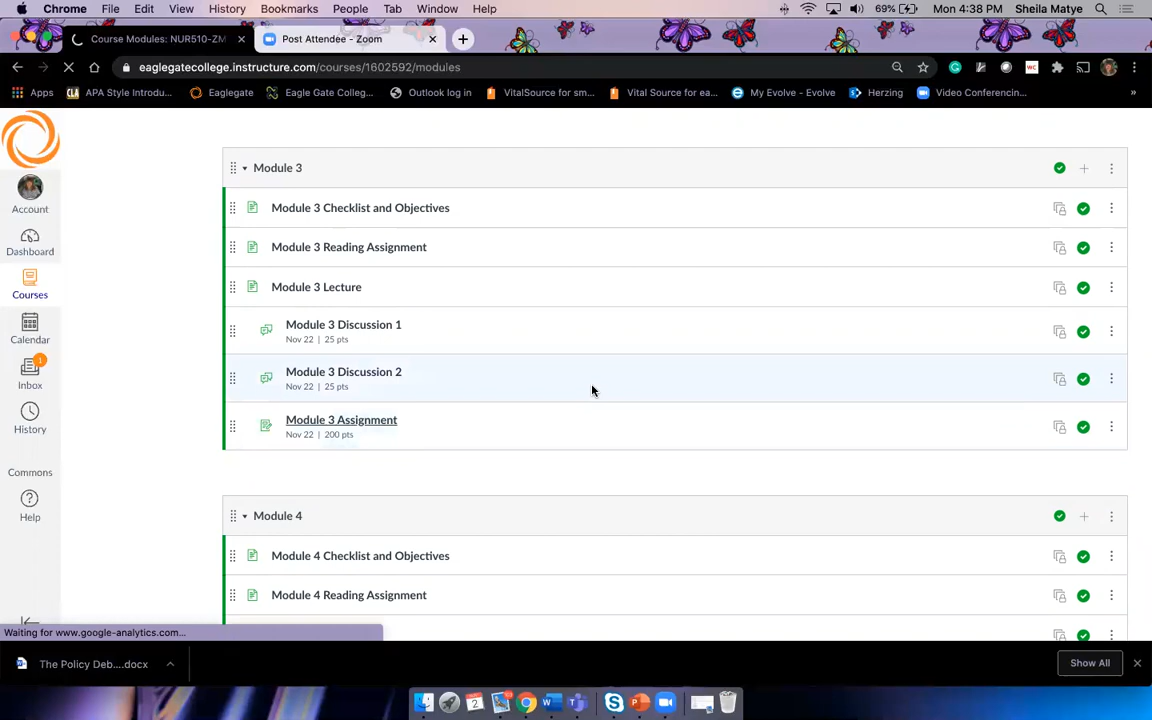 Chrome File Edit View History Bookmarks People Tab Window Help 69% Mon 4:38 PM Sheila Matye
Course Modules: NUR510-ZM Post Attendee - Zoom
eaglegatecollege.instructure.com/courses/1602592/modules
Apps APA Style Introdu... Eaglegate Eagle Gate Colleg... Outlook log in VitalSource for sm... Vital Source for ea... My Evolve - Evolve Herzing Video Conferencin... »
Module 3
Module 3 Checklist and Objectives
Account
Module 3 Reading Assignment
Dashboard
Module 3 Lecture
Courses
Module 3 Discussion 1
Nov 22 | 25 pts
Calendar
Module 3 Discussion 2
Nov 22 | 25 pts
1
Inbox
Module 3 Assignment
Nov 22 | 200 pts
History
Commons
Module 4
Help
Module 4 Checklist and Objectives
Module 4 Reading Assignment
Waiting for www.google-analytics.com...
The Policy Deb....docx Show All
2